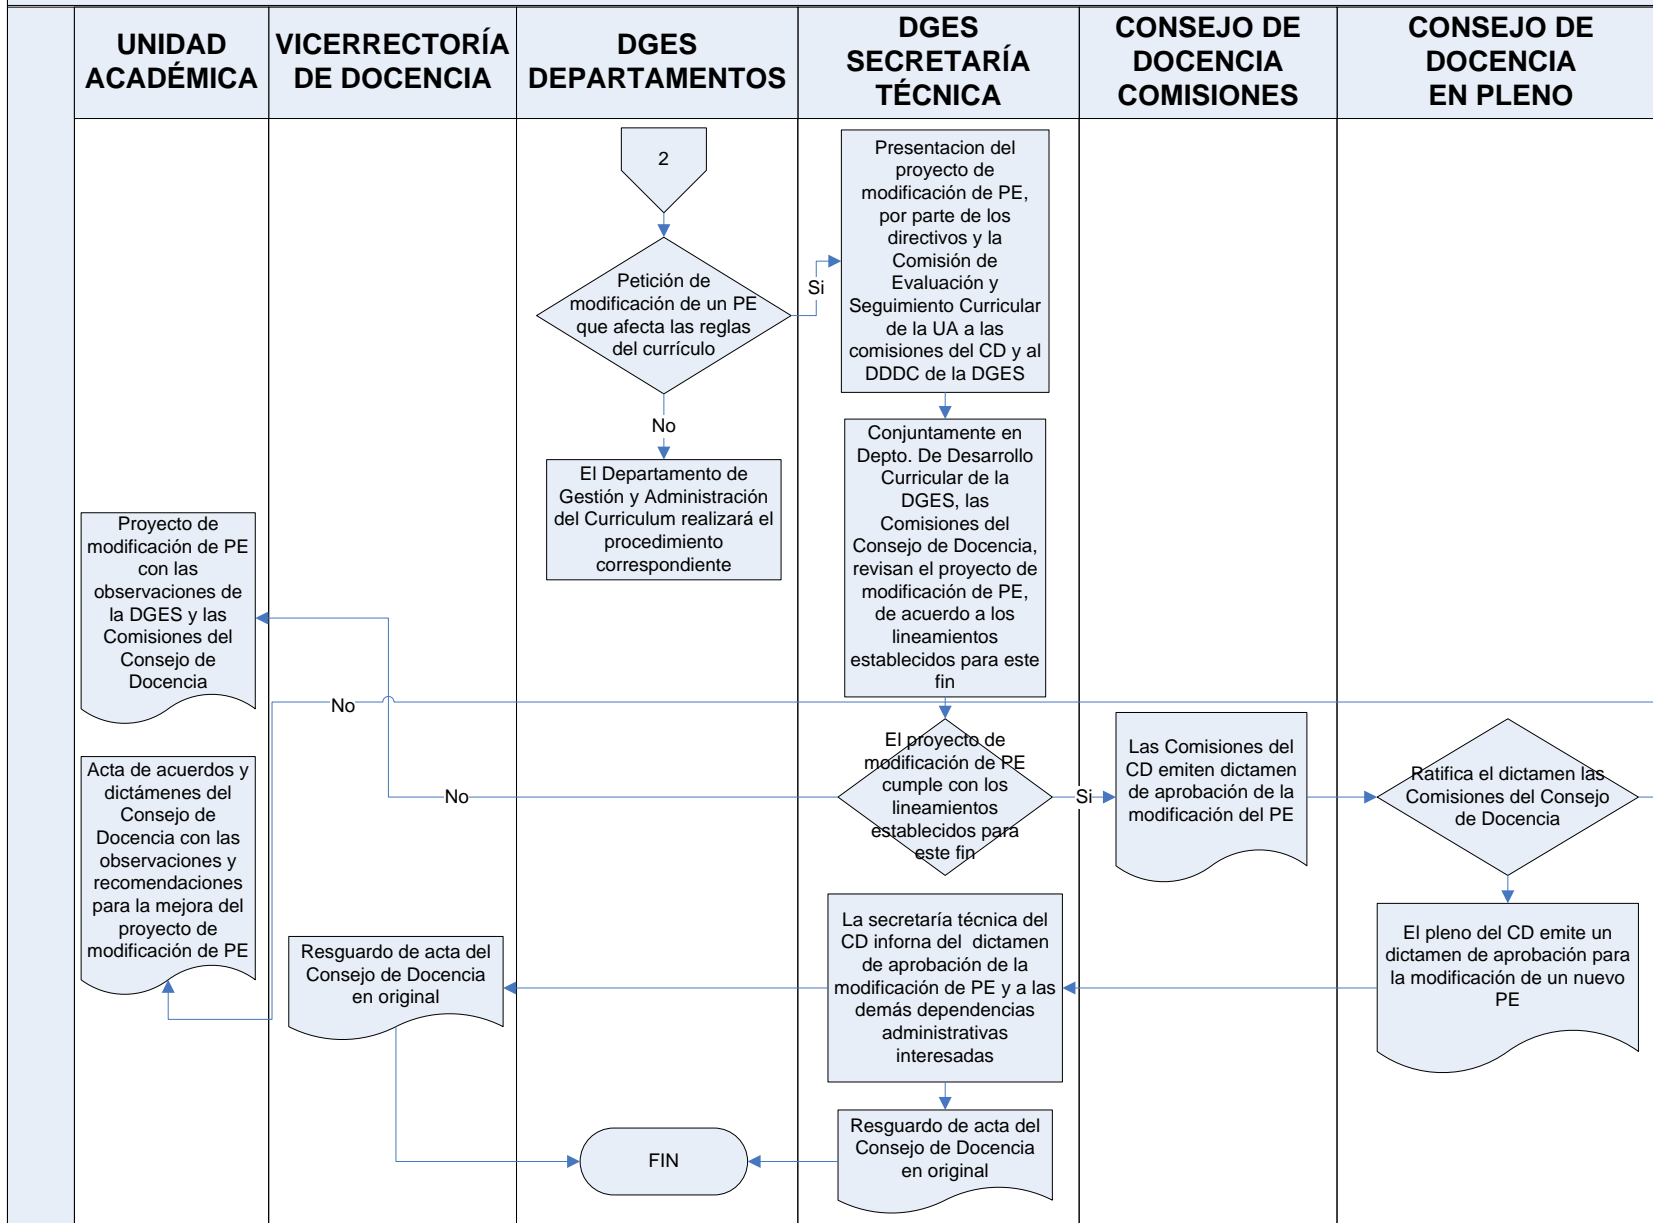 UNIDAD
ACADÉMICA
VICERRECTORÍA
DE DOCENCIA
DGES
DEPARTAMENTOS
DGES
SECRETARÍA
TÉCNICA
CONSEJO DE
DOCENCIA
COMISIONES
CONSEJO DE
DOCENCIA
EN PLENO
2
Petición de
modificación de un PE
que afecta las reglas
del currículo
Si
Presentacion del
proyecto de
modificación de PE,
por parte de los
directivos y la
Comisión de
Evaluación y
Seguimiento Curricular
de la UA a las
comisiones del CD y al
DDDC de la DGES
No
El Departamento de
Gestión y Administración
del Curriculum realizará el
procedimiento
correspondiente
Conjuntamente en
Depto. De Desarrollo
Curricular de la
DGES, las
Comisiones del
Consejo de Docencia,
revisan el proyecto de
modificación de PE,
de acuerdo a los
lineamientos
establecidos para este
fin
Proyecto de
modificación de PE
con las
observaciones de
la DGES y las
Comisiones del
Consejo de
Docencia
No
El proyecto de
modificación de PE
cumple con los
lineamientos
establecidos para
este fin
No
Si
Las Comisiones del
CD emiten dictamen
de aprobación de la
modificación del PE
Ratifica el dictamen las
Comisiones del Consejo
de Docencia
Acta de acuerdos y
dictámenes del
Consejo de
Docencia con las
observaciones y
recomendaciones
para la mejora del
proyecto de
modificación de PE
Resguardo de acta del
Consejo de Docencia
en original
La secretaría técnica del
CD informa del dictamen
de aprobación de la
modificación de PE y a las
demás dependencias
administrativas
interesadas
El pleno del CD emite un
dictamen de aprobación para
la modificación de un nuevo
PE
FIN
Resguardo de acta del
Consejo de Docencia
en original